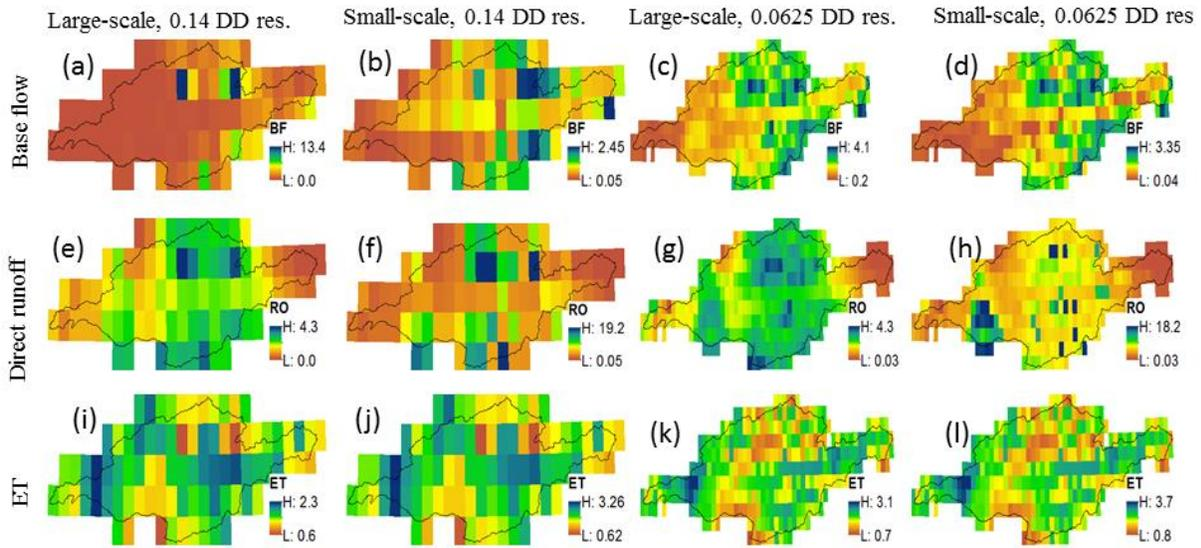 Large-scale, 0.14 DD res. Small-scale, 0.14 DD res. Large-scale, 0.0625 DD res. Small-scale, 0.0625 DD res
Base flow
(a) (b) (c) (d)
BF BF BF BF
H: 13.4 H: 2.45 H: 4.1 H: 3.35
L: 0.0 L: 0.05 L: 0.2 L: 0.04
Direct runoff
(e) (f) (g) (h)
RO RO RO RO
H: 4.3 H: 19.2 H: 4.3 H: 18.2
L: 0.0 L: 0.05 L: 0.03 L: 0.03
ET
(i) (j) (k) (l)
ET ET ET ET
H: 2.3 H: 3.26 H: 3.1 H: 3.7
L: 0.6 L: 0.62 L: 0.7 L: 0.8